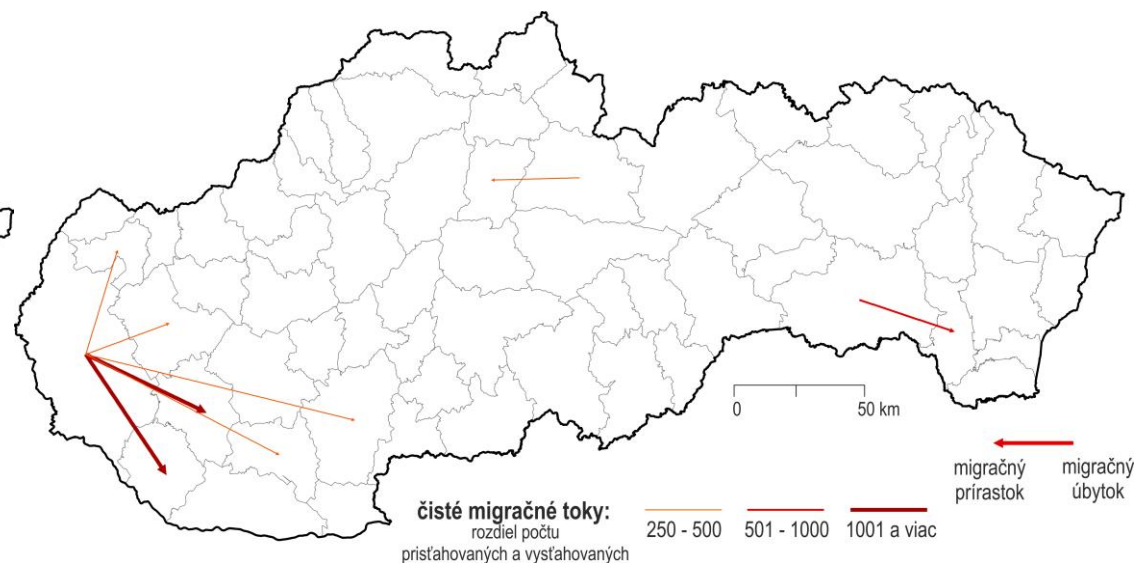 0
50 km
migračný
prírastok
migračný
úbytok
čisté migračné toky:
rozdiel počtu
prisťahovaných a vysťahovaných
250 - 500
501 - 1000
1001 a viac